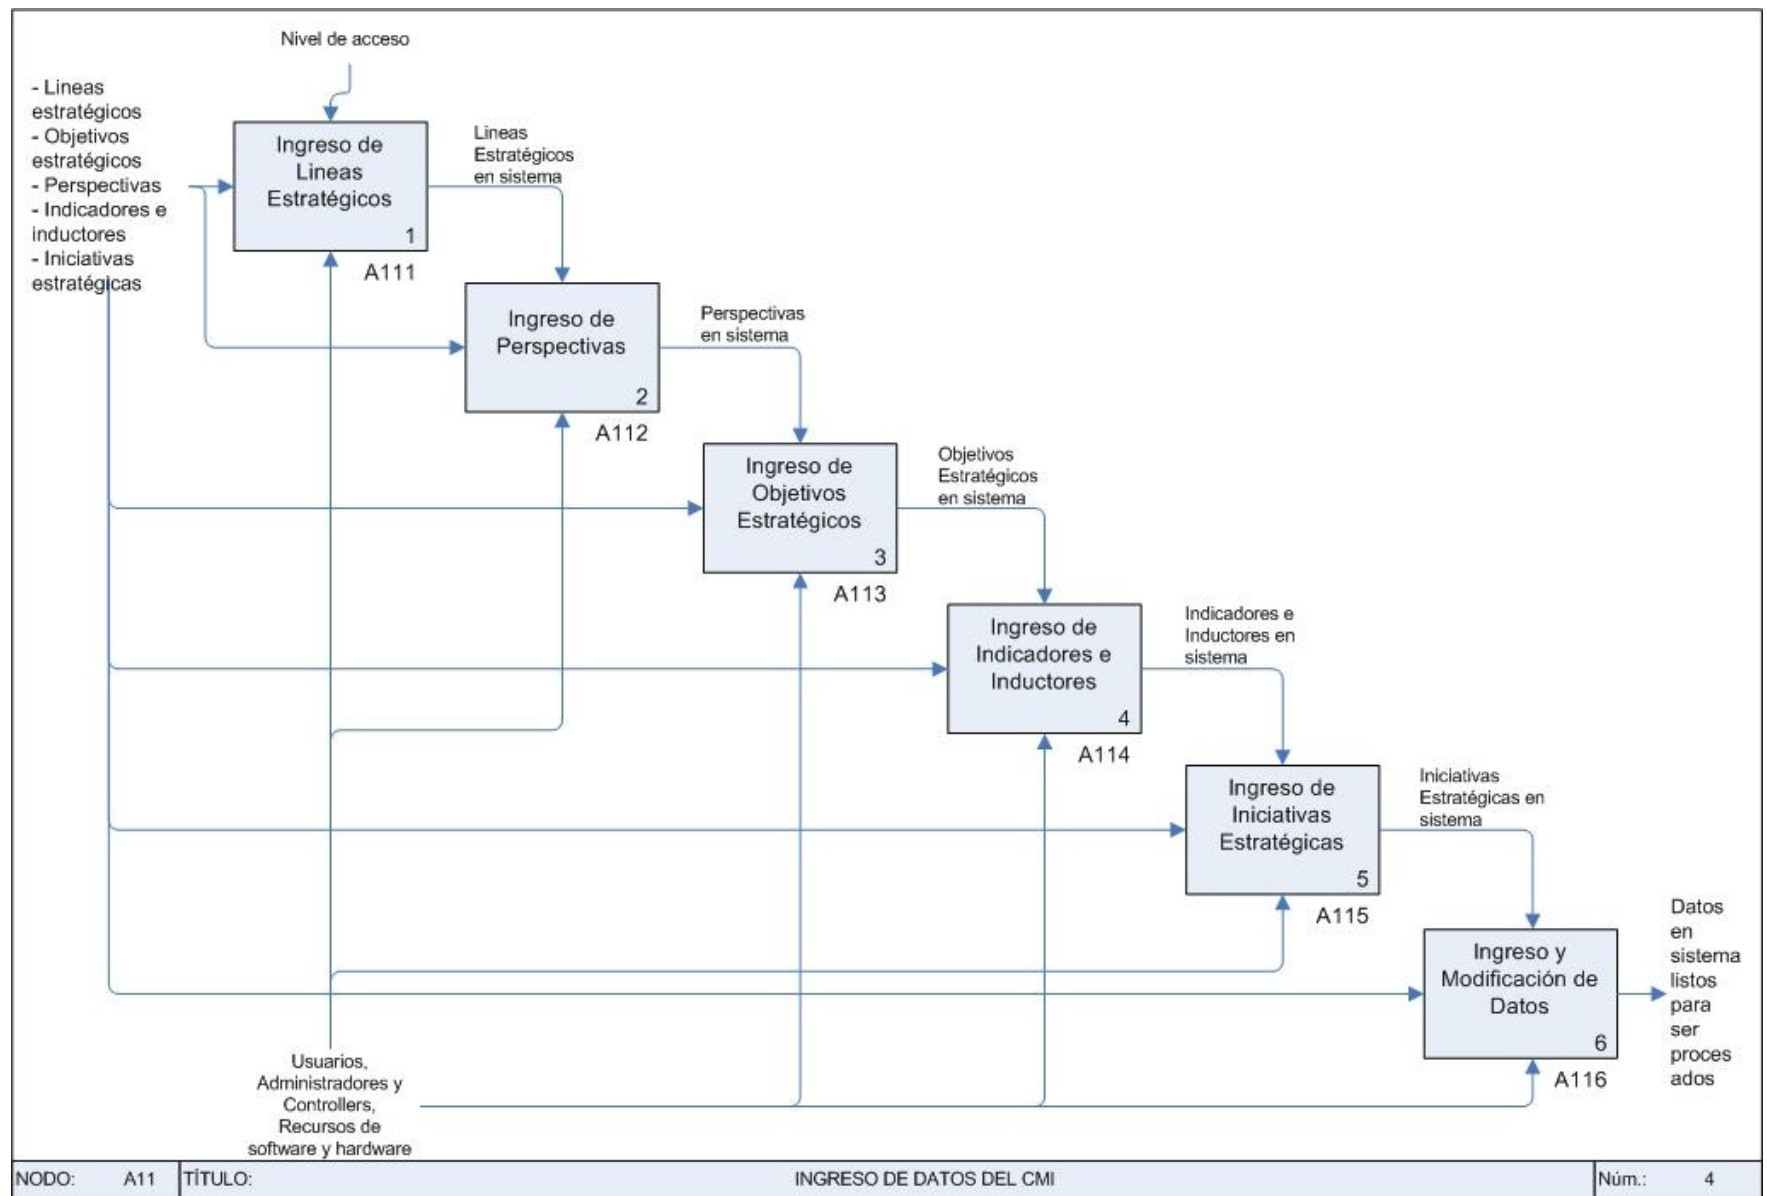 Nivel de acceso
- Lineas
estratégicos
- Objetivos
estratégicos
- Perspectivas
- Indicadores e
inductores
- Iniciativas
estratégicas
Ingreso de
Lineas
Estratégicos
1
A111
Lineas
Estratégicos
en sistema
Ingreso de
Perspectivas
2
A112
Perspectivas
en sistema
Ingreso de
Objetivos
Estratégicos
3
A113
Objetivos
Estratégicos
en sistema
Ingreso de
Indicadores e
Inductores
4
A114
Indicadores e
Inductores en
sistema
Ingreso de
Iniciativas
Estratégicas
5
A115
Iniciativas
Estratégicas en
sistema
Ingreso y
Modificación de
Datos
6
A116
Datos
en
sistema
listos
para
ser
proces
ados
Usuarios,
Administradores y
Controllers,
Recursos de
software y hardware
NODO: A11 TÍTULO: INGRESO DE DATOS DEL CMI Núm.: 4